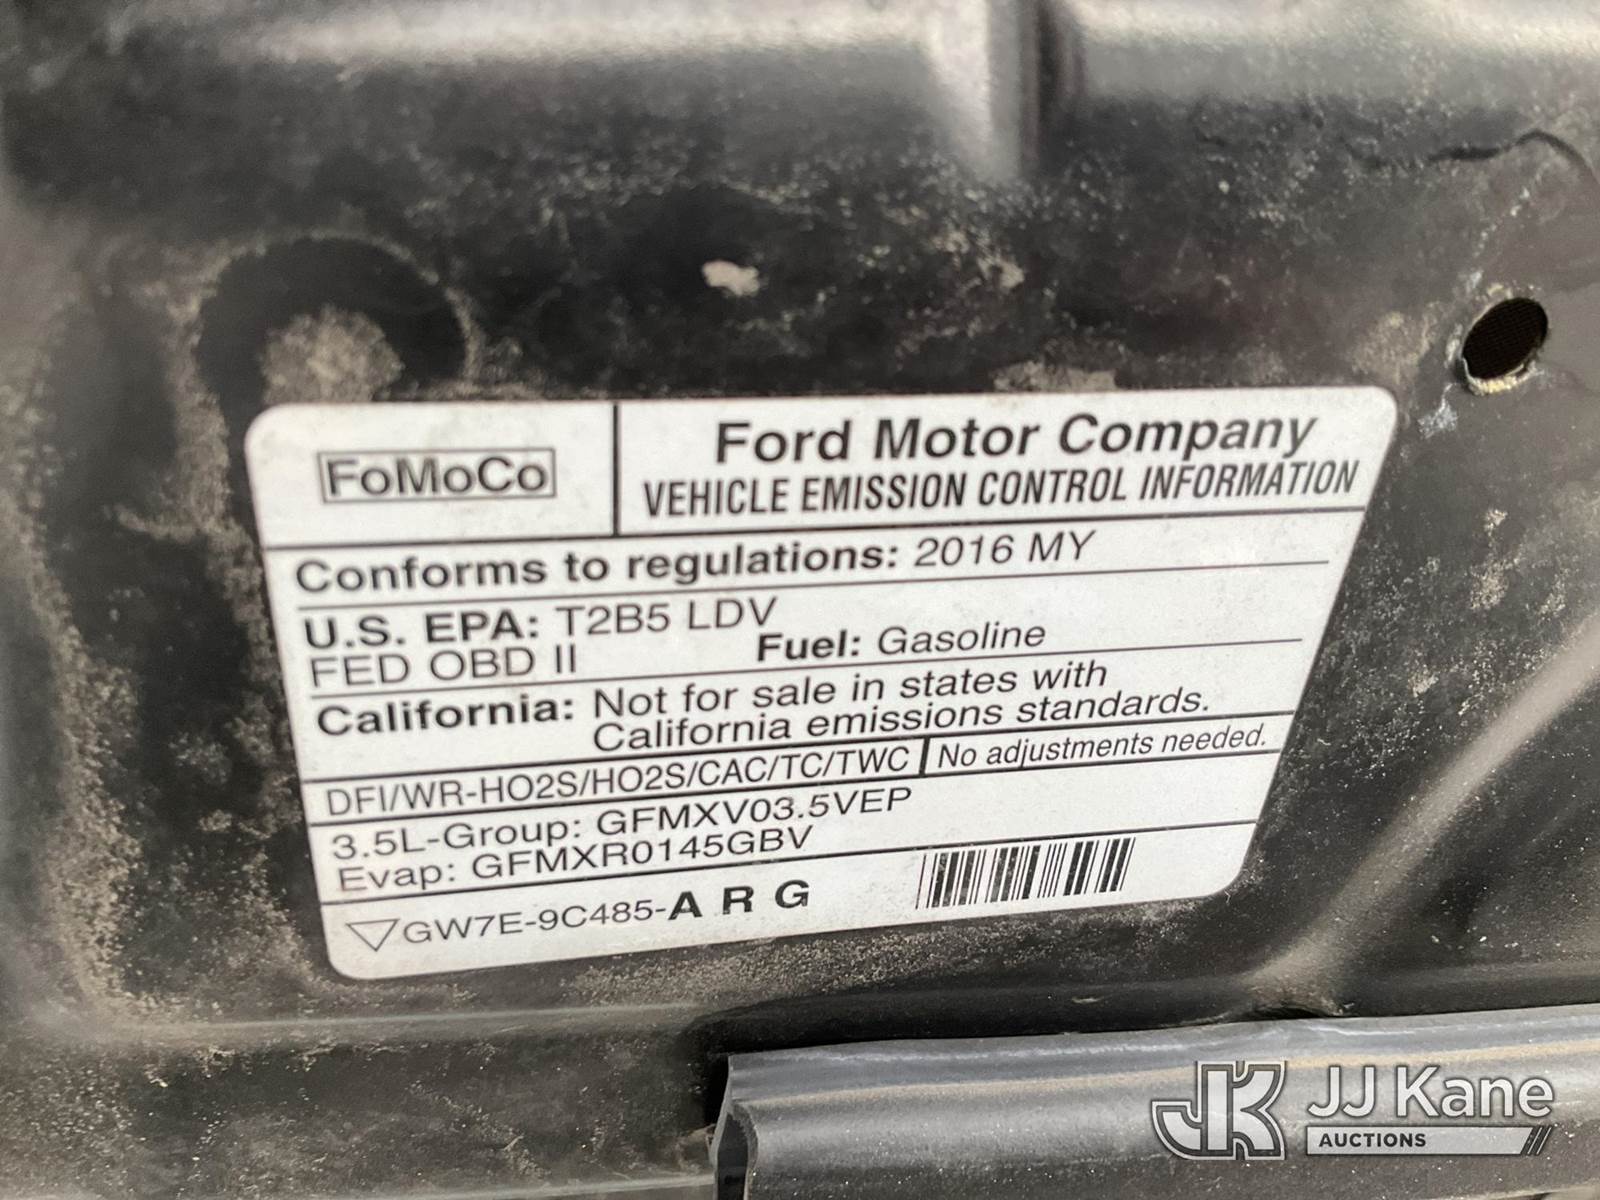 FoMoCo
Ford Motor Company
VEHICLE EMISSION CONTROL INFORMATION
Conforms to regulations: 2016 MY
U.S. EPA: T2B5 LDV
FED OBD II Fuel: Gasoline
California: Not for sale in states with
California emissions standards.
DFI/WR-HO2S/HO2S/CAC/TC/TWC No adjustments needed.
3.5L-Group: GFMXV03.5VEP
Evap: GFMXR0145GBV
GW7E-9C485-A R G
JK JJ Kane
AUCTIONS